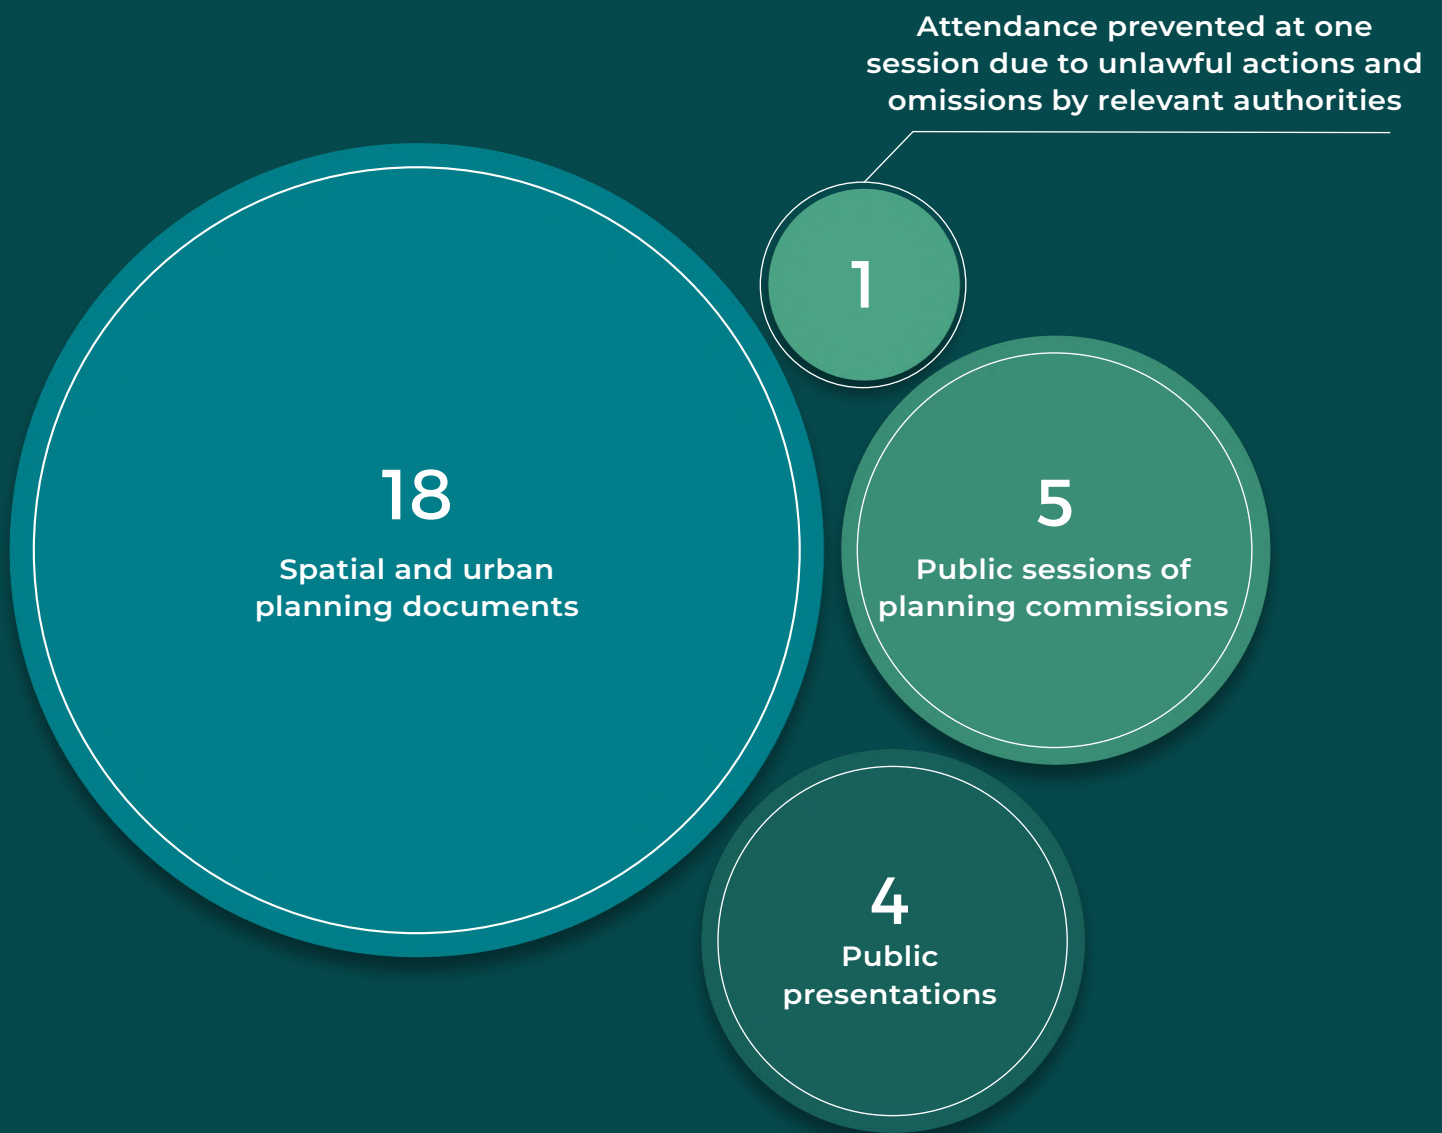 Attendance prevented at one
session due to unlawful actions and
omissions by relevant authorities
1
18
Spatial and urban
planning documents
5
Public sessions of
planning commissions
4
Public
presentations